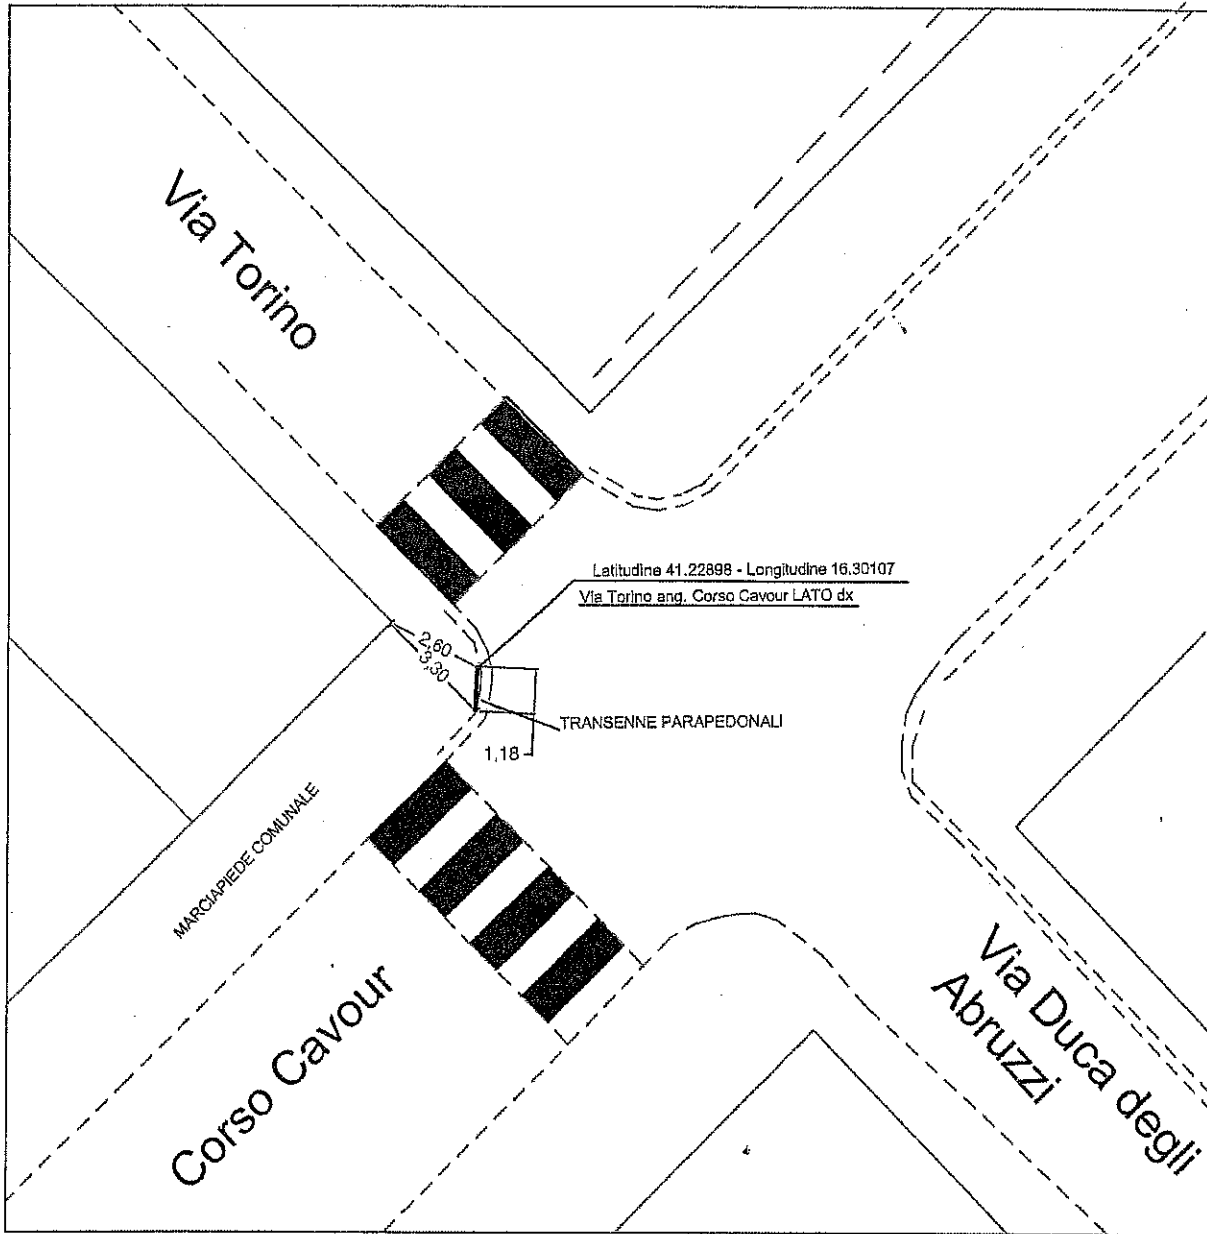 Via Torino
Latitudine 41.22898 - Longitudine 16.30107
Via Torino ang. Corso Cavour LATO dx
2,60
3,30
TRANSENNE PARAPEDONALI
1,18
MARCIAPIEDE COMUNALE
Corso Cavour
Via Duca degli
Abruzzi